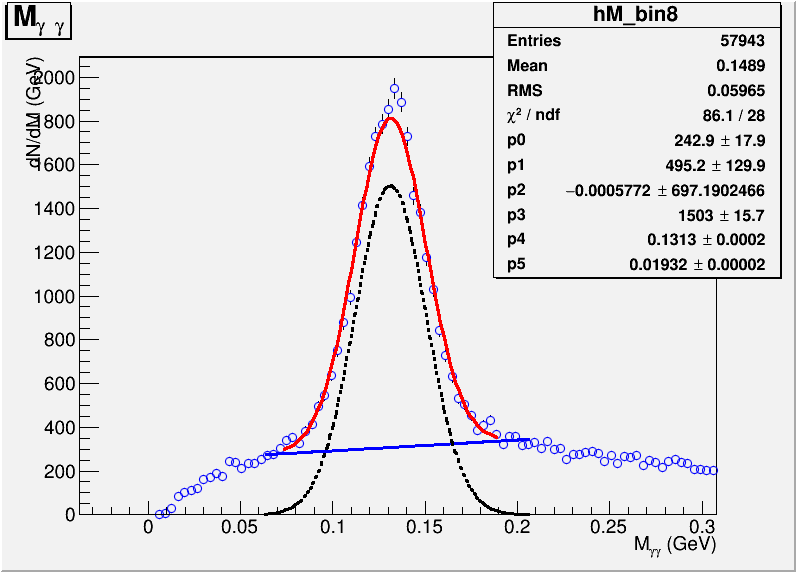 M γ γ
hM_bin8
Entries 57943
Mean 0.1489
RMS 0.05965
χ² / ndf 86.1 / 28
p0 242.9 ± 17.9
p1 495.2 ± 129.9
p2 −0.0005772 ± 697.1902466
p3 1503 ± 15.7
p4 0.1313 ± 0.0002
p5 0.01932 ± 0.00002
dN/dM (GeV)
2000
1800
1600
1400
1200
1000
800
600
400
200
0
0 0.05 0.1 0.15 0.2 0.25 0.3
Mγγ (GeV)